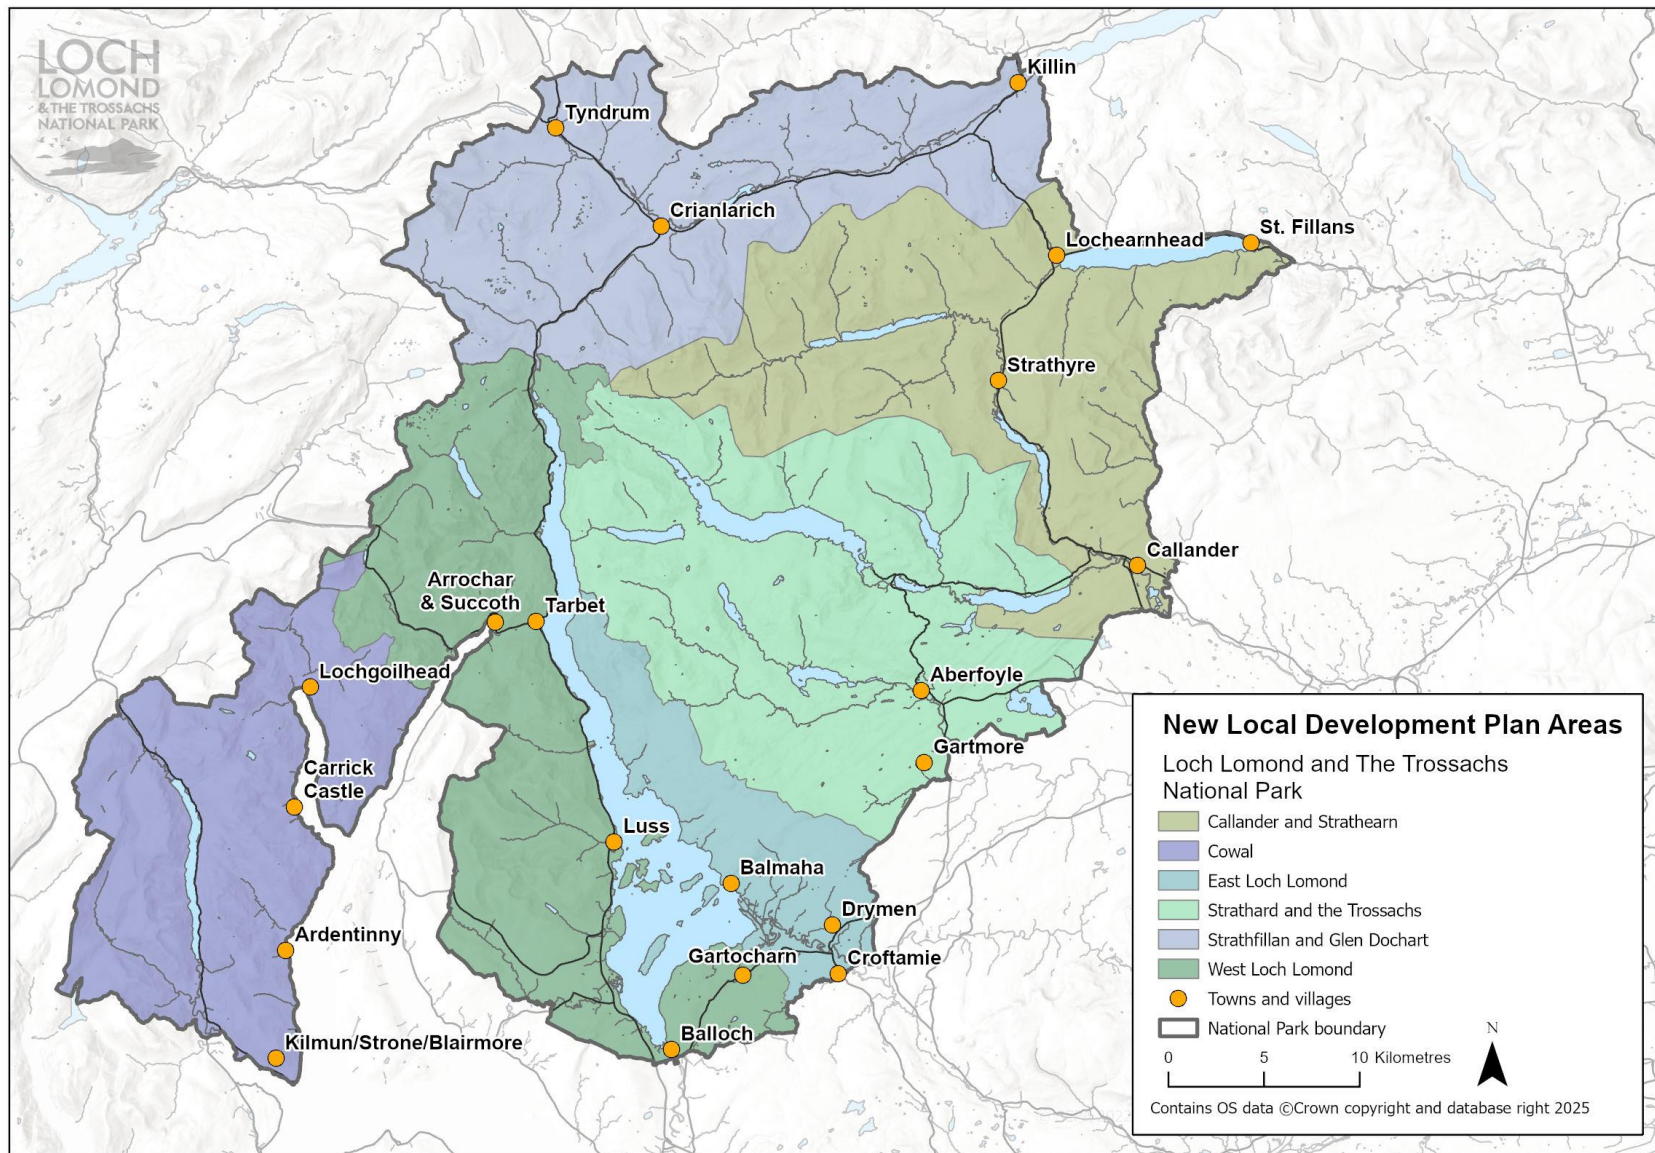 LOCH
LOMOND
& THE TROSSACHS
NATIONAL PARK
Killin
Tyndrum
Crianlarich
Lochearnhead
St. Fillans
Strathyre
Callander
Arrochar
& Succoth
Tarbet
Lochgoilhead
Aberfoyle
Gartmore
Carrick
Castle
Luss
Balmaha
Drymen
Ardentinny
Gartocharn
Croftamie
Balloch
Kilmun/Strone/Blairmore
New Local Development Plan Areas
Loch Lomond and The Trossachs
National Park
Callander and Strathearn
Cowal
East Loch Lomond
Strathard and the Trossachs
Strathfillan and Glen Dochart
West Loch Lomond
Towns and villages
National Park boundary
N
0 5 10 Kilometres
Contains OS data ©Crown copyright and database right 2025